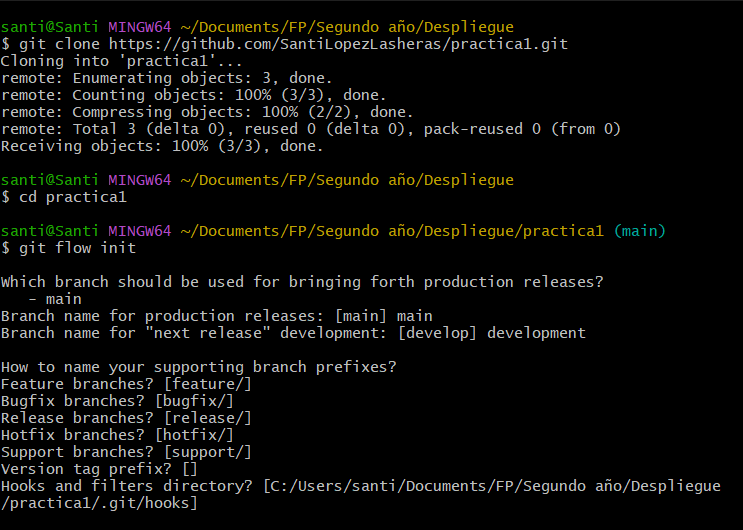 santi@Santi MINGW64 ~/Documents/FP/Segundo año/Despliegue
$ git clone https://github.com/SantiLopezLasheras/practica1.git
Cloning into 'practica1'...
remote: Enumerating objects: 3, done.
remote: Counting objects: 100% (3/3), done.
remote: Compressing objects: 100% (2/2), done.
remote: Total 3 (delta 0), reused 0 (delta 0), pack-reused 0 (from 0)
Receiving objects: 100% (3/3), done.
santi@Santi MINGW64 ~/Documents/FP/Segundo año/Despliegue
$ cd practica1
santi@Santi MINGW64 ~/Documents/FP/Segundo año/Despliegue/practica1 (main)
$ git flow init
Which branch should be used for bringing forth production releases?
   - main
Branch name for production releases: [main] main
Branch name for "next release" development: [develop] development
How to name your supporting branch prefixes?
Feature branches? [feature/]
Bugfix branches? [bugfix/]
Release branches? [release/]
Hotfix branches? [hotfix/]
Support branches? [support/]
Version tag prefix? []
Hooks and filters directory? [C:/Users/santi/Documents/FP/Segundo año/Despliegue
/practica1/.git/hooks]